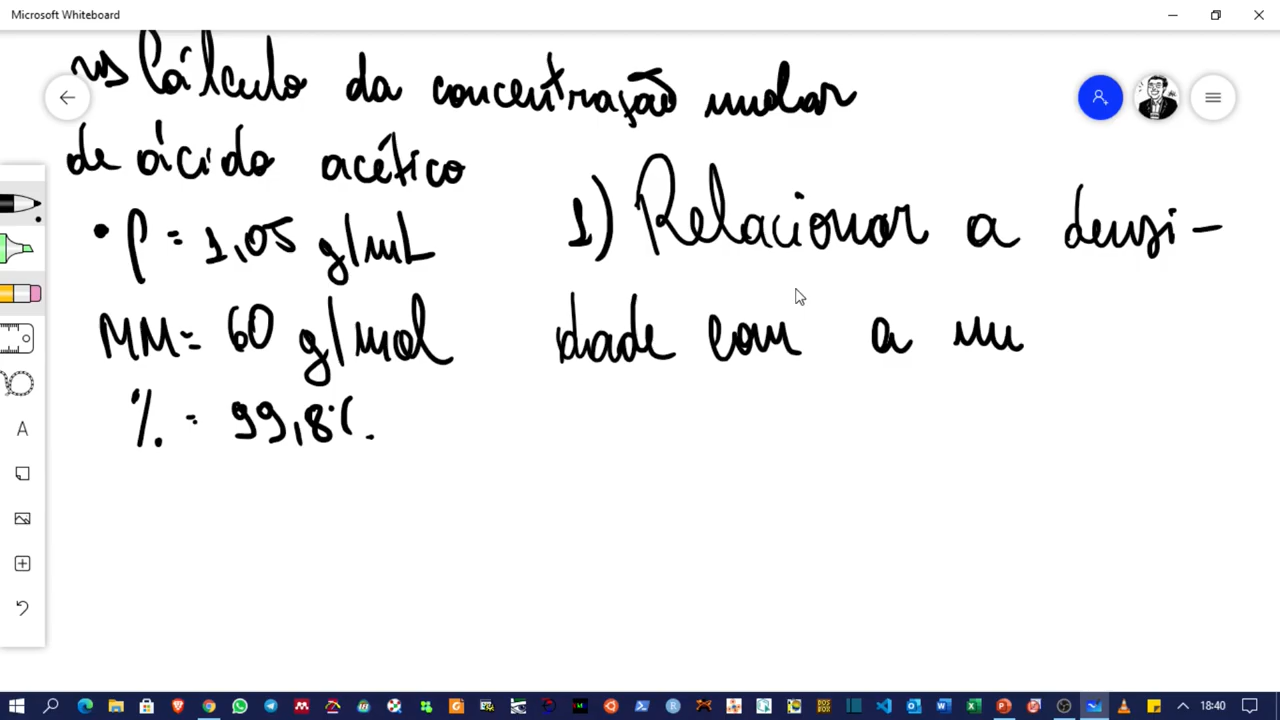 Microsoft Whiteboard
Cálculo da concentração molar
de ácido acético
• ρ = 1,05 g/mL
MM = 60 g/mol
% = 99,8%
1) Relacionar a densi-
dade com a m
18:40